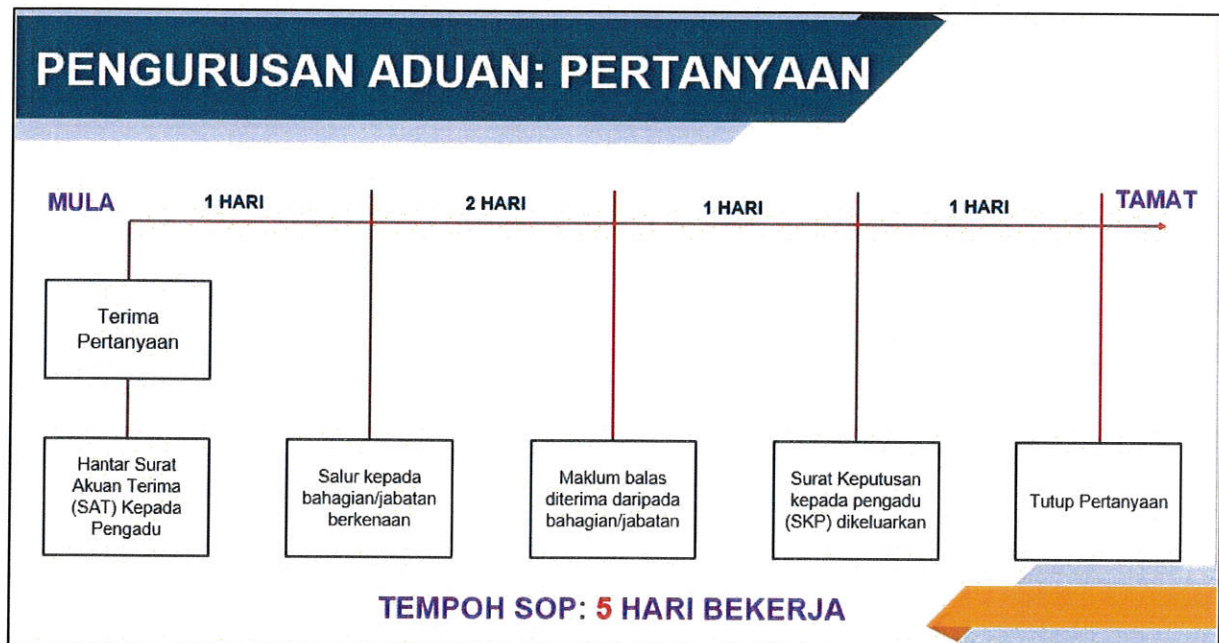 PENGURUSAN ADUAN: PERTANYAAN
MULA
1 HARI
2 HARI
1 HARI
1 HARI
TAMAT
Terima
Pertanyaan
Hantar Surat
Akuan Terima
(SAT) Kepada
Pengadu
Salur kepada
bahagian/jabatan
berkenaan
Maklum balas
diterima daripada
bahagian/jabatan
Surat Keputusan
kepada pengadu
(SKP) dikeluarkan
Tutup Pertanyaan
TEMPOH SOP: 5 HARI BEKERJA